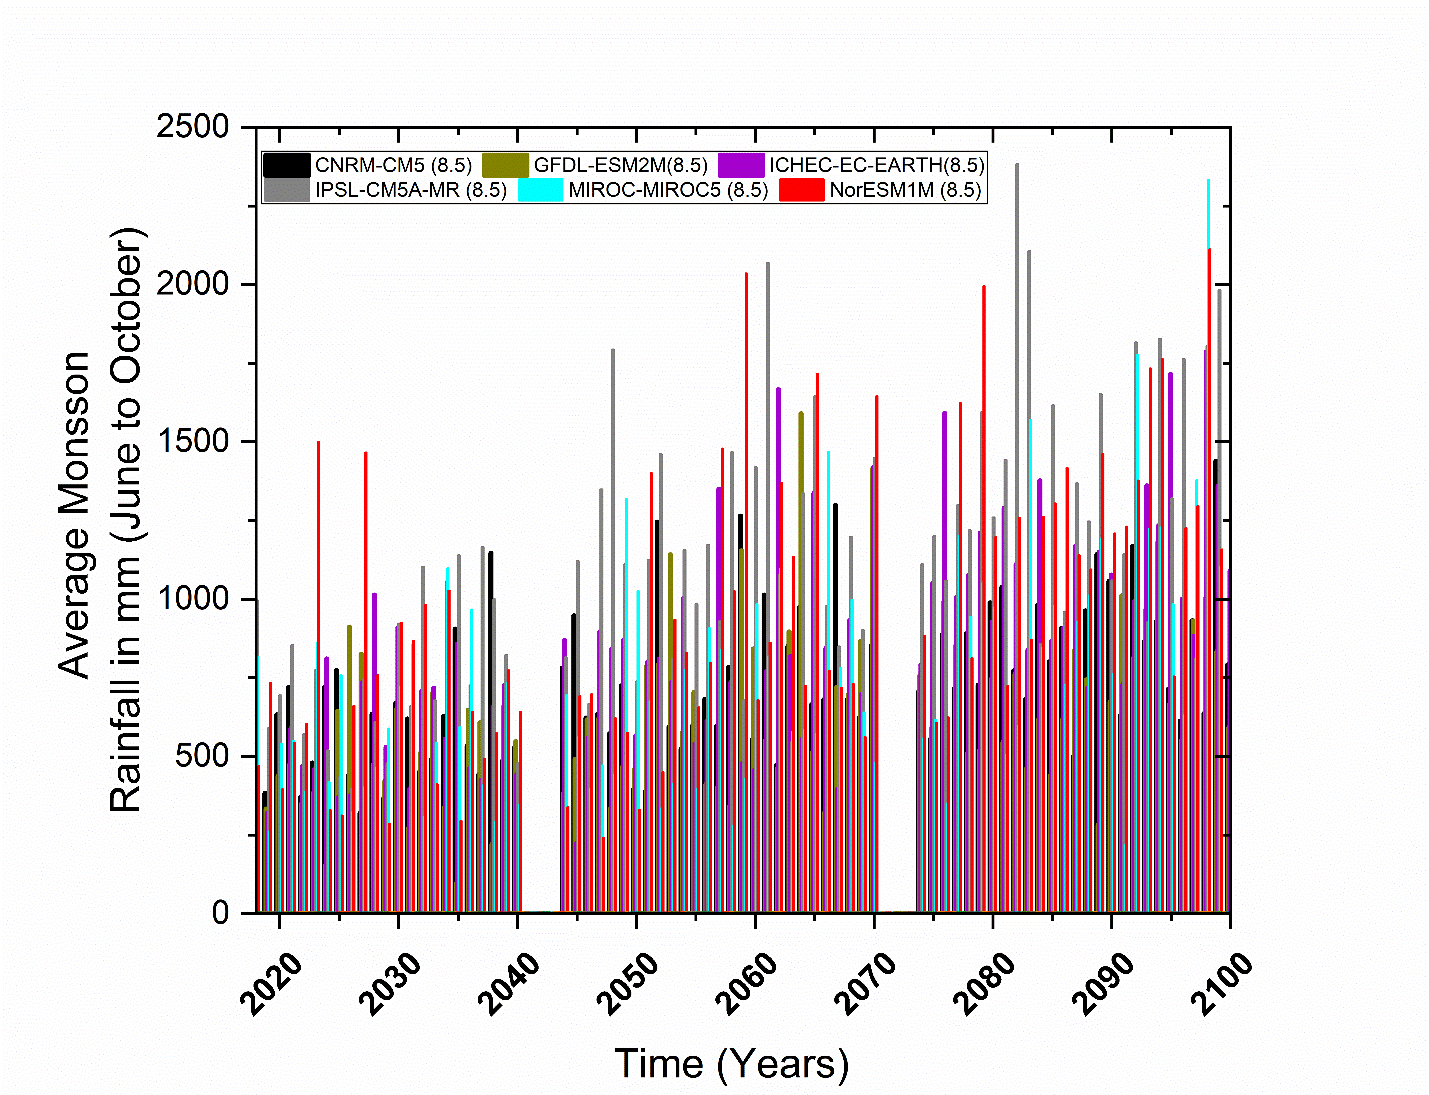 2500
2000
1500
1000
500
0
CNRM-CM5 (8.5) GFDL-ESM2M(8.5) ICHEC-EC-EARTH(8.5)
IPSL-CM5A-MR (8.5) MIROC-MIROC5 (8.5) NorESM1M (8.5)
Average Monsson
Rainfall in mm (June to October)
2020 2030 2040 2050 2060 2070 2080 2090 2100
Time (Years)